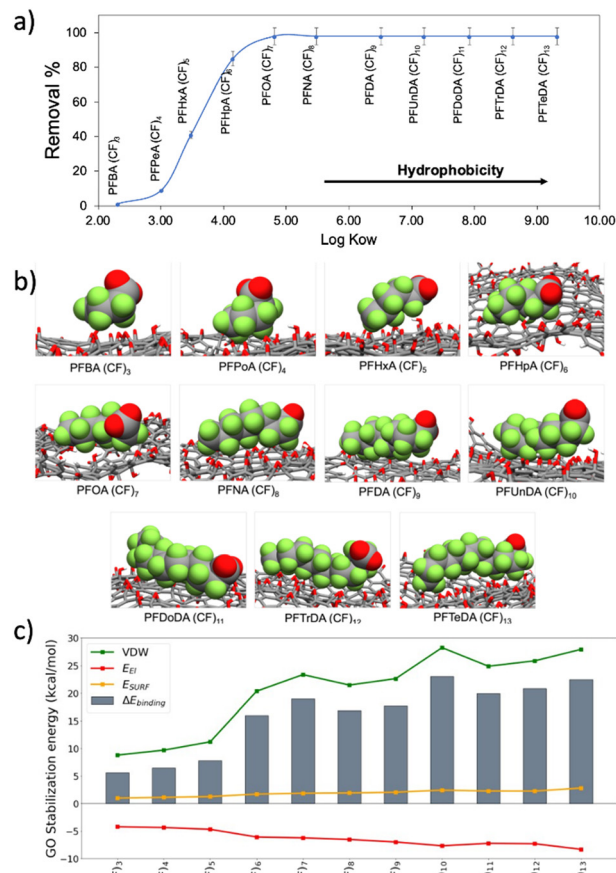 a)
Removal %
100
80
60
40
20
0
PFBA (CF)3
PFPeA (CF)4
PFHxA (CF)5
PFHpA (CF)6
PFOA (CF)7
PFNA (CF)8
PFDA (CF)9
PFUnDA (CF)10
PFDoDA (CF)11
PFTrDA (CF)12
PFTeDA (CF)13
Hydrophobicity
2.00 3.00 4.00 5.00 6.00 7.00 8.00 9.00 10.00
Log Kow
b)
PFBA (CF)3 PFPoA (CF)4 PFHxA (CF)5 PFHpA (CF)6
PFOA (CF)7 PFNA (CF)8 PFDA (CF)9 PFUnDA (CF)10
PFDoDA (CF)11 PFTrDA (CF)12 PFTeDA (CF)13
c)
GO Stabilization energy (kcal/mol)
30
25
20
15
10
5
0
−5
−10
VDW
EEl
ESURF
ΔEbinding